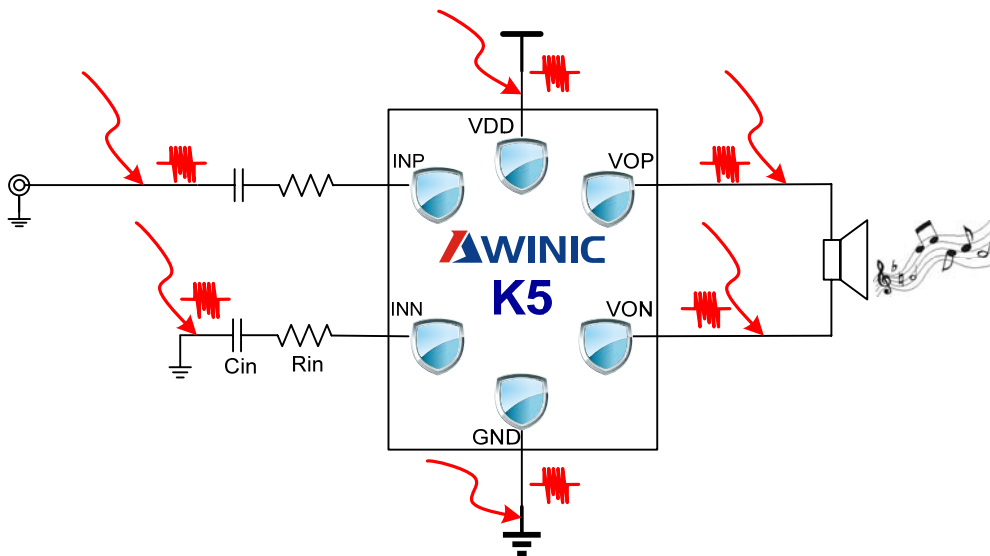 VDD
INP
VOP
AWINIC
K5
INN
VON
Cin
Rin
GND